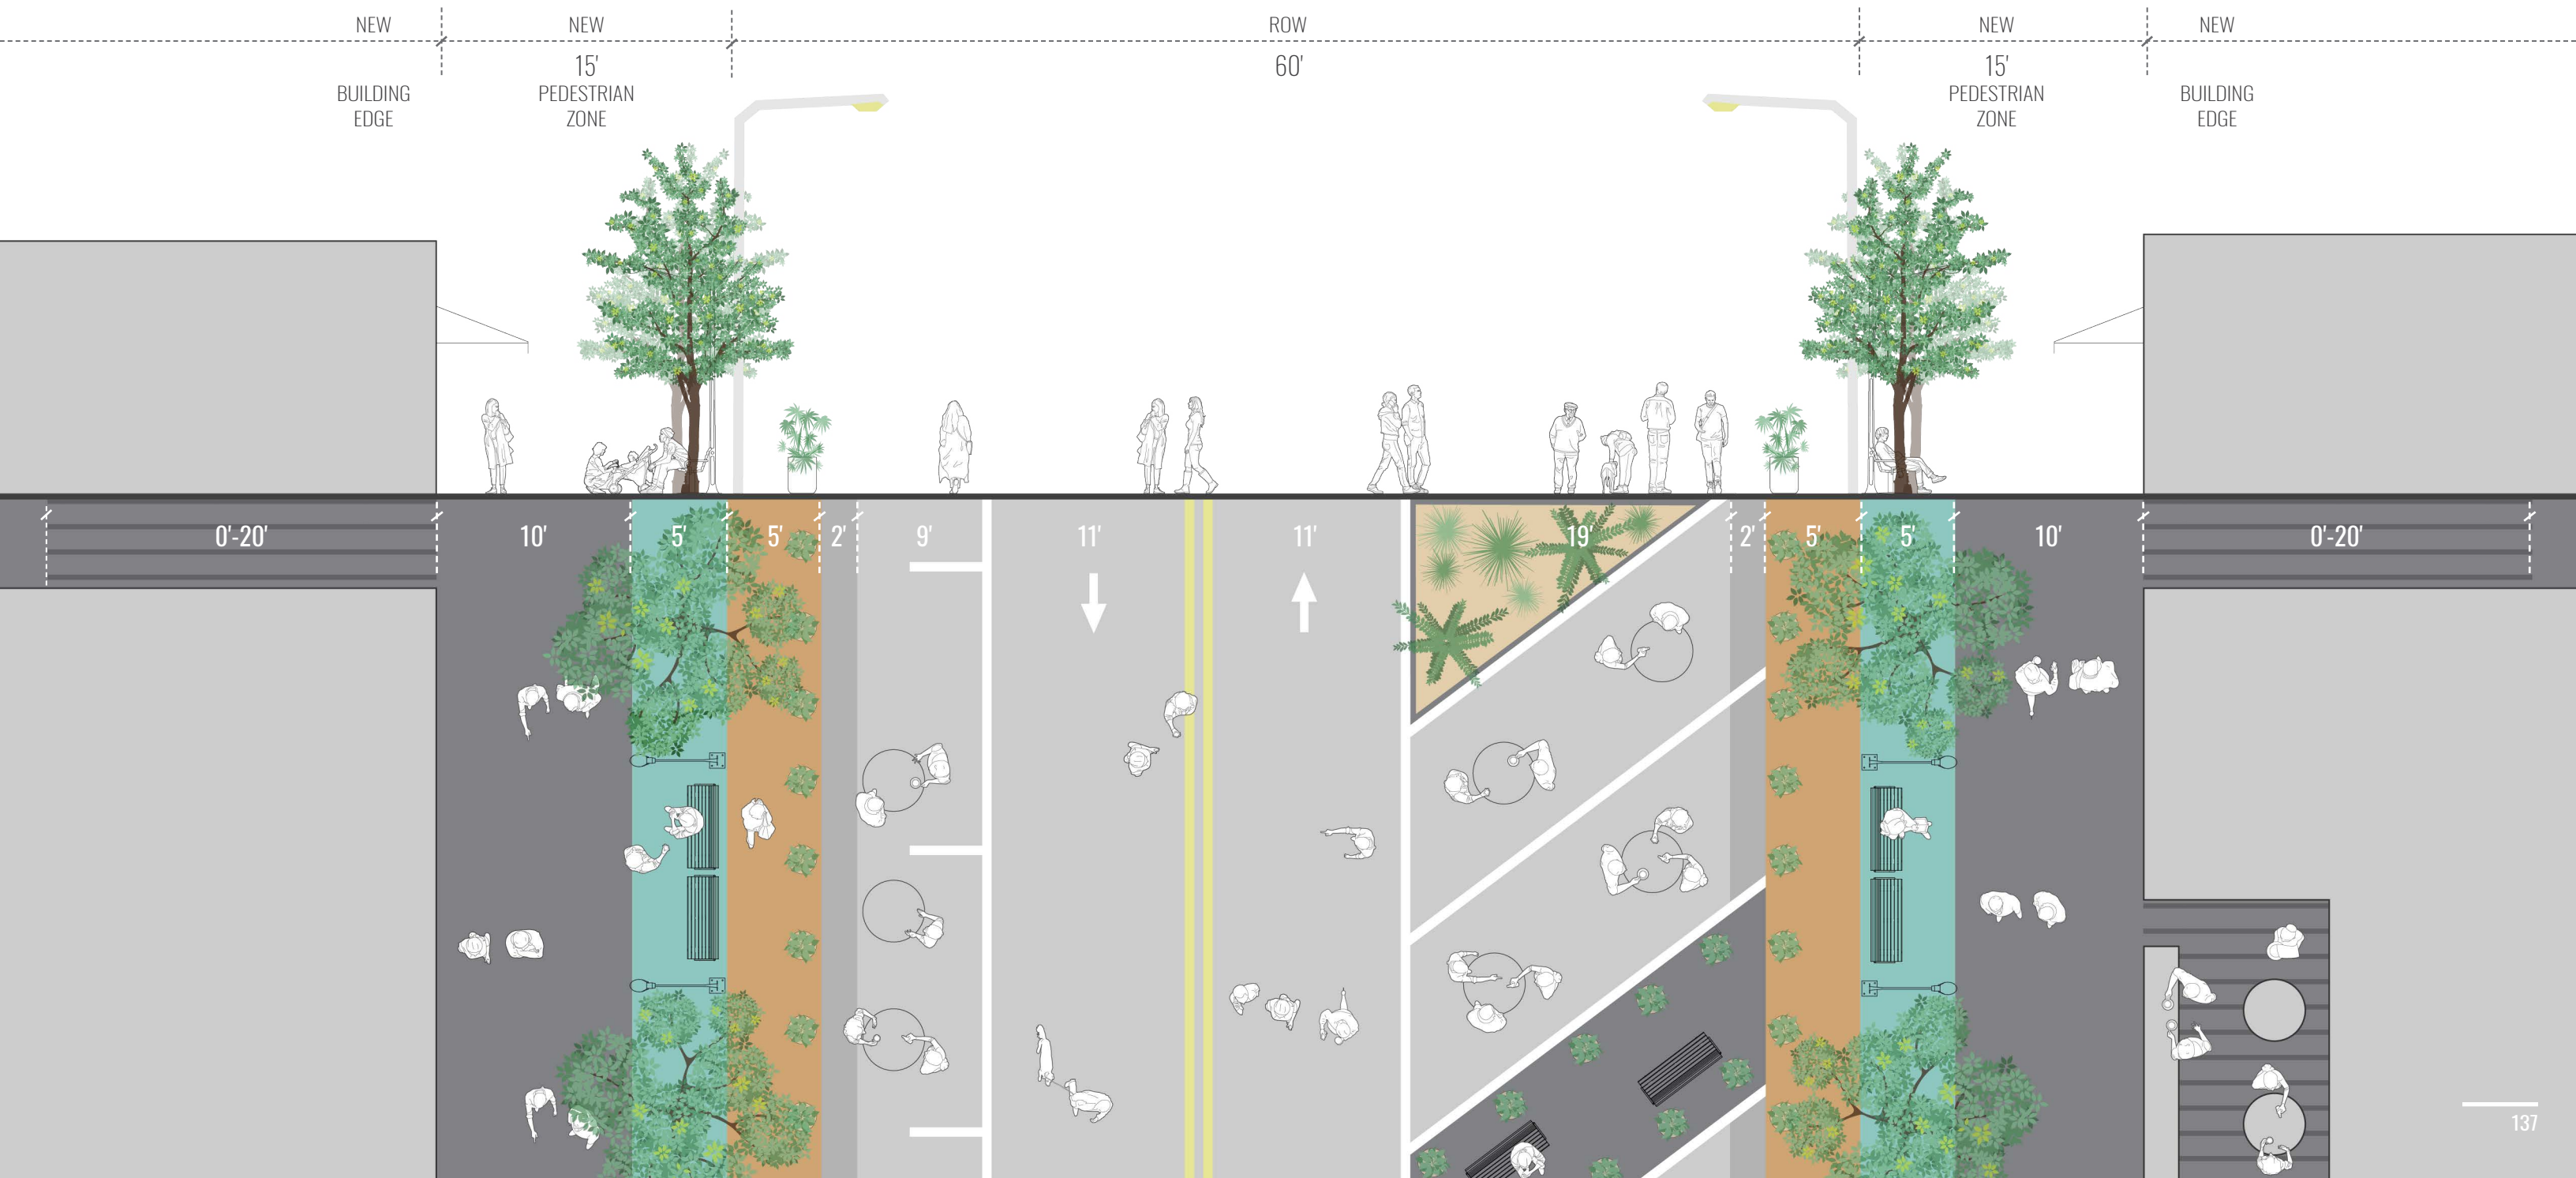 NEW NEW ROW NEW NEW
15' 60' 15'
BUILDING PEDESTRIAN PEDESTRIAN BUILDING
EDGE ZONE ZONE EDGE
0'-20' 10' 5' 5' 2' 9' 11' 11' 19' 2' 5' 5' 10' 0'-20'
137